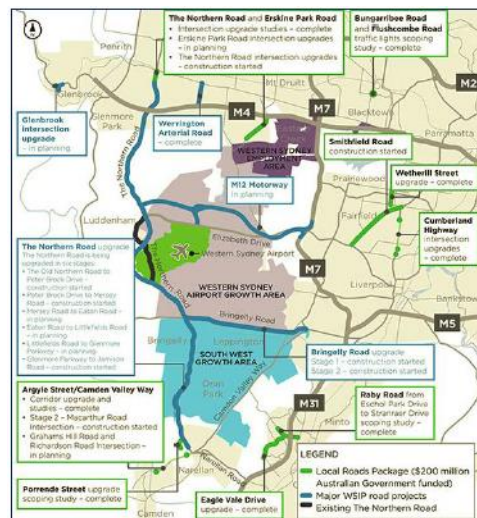 The Northern Road and Erskine Park Road
• Intersection upgrade studies – complete
• Erskine Park Road intersection upgrades – in planning
• The Northern Road intersection upgrades – construction started
Bungarribee Road
and Flushcombe Road
traffic lights scoping
study – complete
Penrith
Mt Druitt
M2
Glenbrook
Glenmore
Park
Glenbrook
intersection
upgrade
– in planning
Werrington
Arterial Road
– complete
M4
M7
Blacktown
Parramatta
WESTERN SYDNEY
EMPLOYMENT
AREA
Smithfield Road
construction started
The Northern Road
M12 Motorway
in planning
Prairiewood
Wetherill Street
upgrade – complete
Fairfield
Luddenham
Elizabeth Drive
Western Sydney Airport
Cumberland
Highway
intersection
upgrades
– complete
The Northern Road upgrade
The Northern Road is being
upgraded in six stages:
• The Old Northern Road to
Peter Brock Drive –
construction started
• Peter Brock Drive to Mersey
Road – construction started
• Mersey Road to Eaton Road –
in planning
• Eaton Road to Littlefields Road
– in planning
• Littlefields Road to Glenmore
Parkway – in planning
• Glenmore Parkway to Jamison
Road – construction started
The Northern Road
M7
Liverpool
WESTERN SYDNEY
AIRPORT GROWTH AREA
Bringelly Road
M5
Bringelly
Leppington
SOUTH WEST
GROWTH AREA
Bringelly Road upgrade
Stage 1 – construction started
Stage 2 – construction started
Oran
Park
Camden Valley Way
Argyle Street/Camden Valley Way
• Corridor upgrade and
studies – complete
• Stage 2 – Macarthur Road
Intersection – construction started
• Grahams Hill Road and
Richardson Road Intersection –
in planning
M31
Minto
Raby Road from
Eschol Park Drive
to Stranraer Drive
scoping study –
complete
Narellan
Narellan Road
Porrende Street upgrade
scoping study – complete
Camden
Eagle Vale Drive upgrade
– complete
LEGEND
Local Roads Package ($200 million
Australian Government
funded)
Major WSIP road projects
Existing The Northern Road